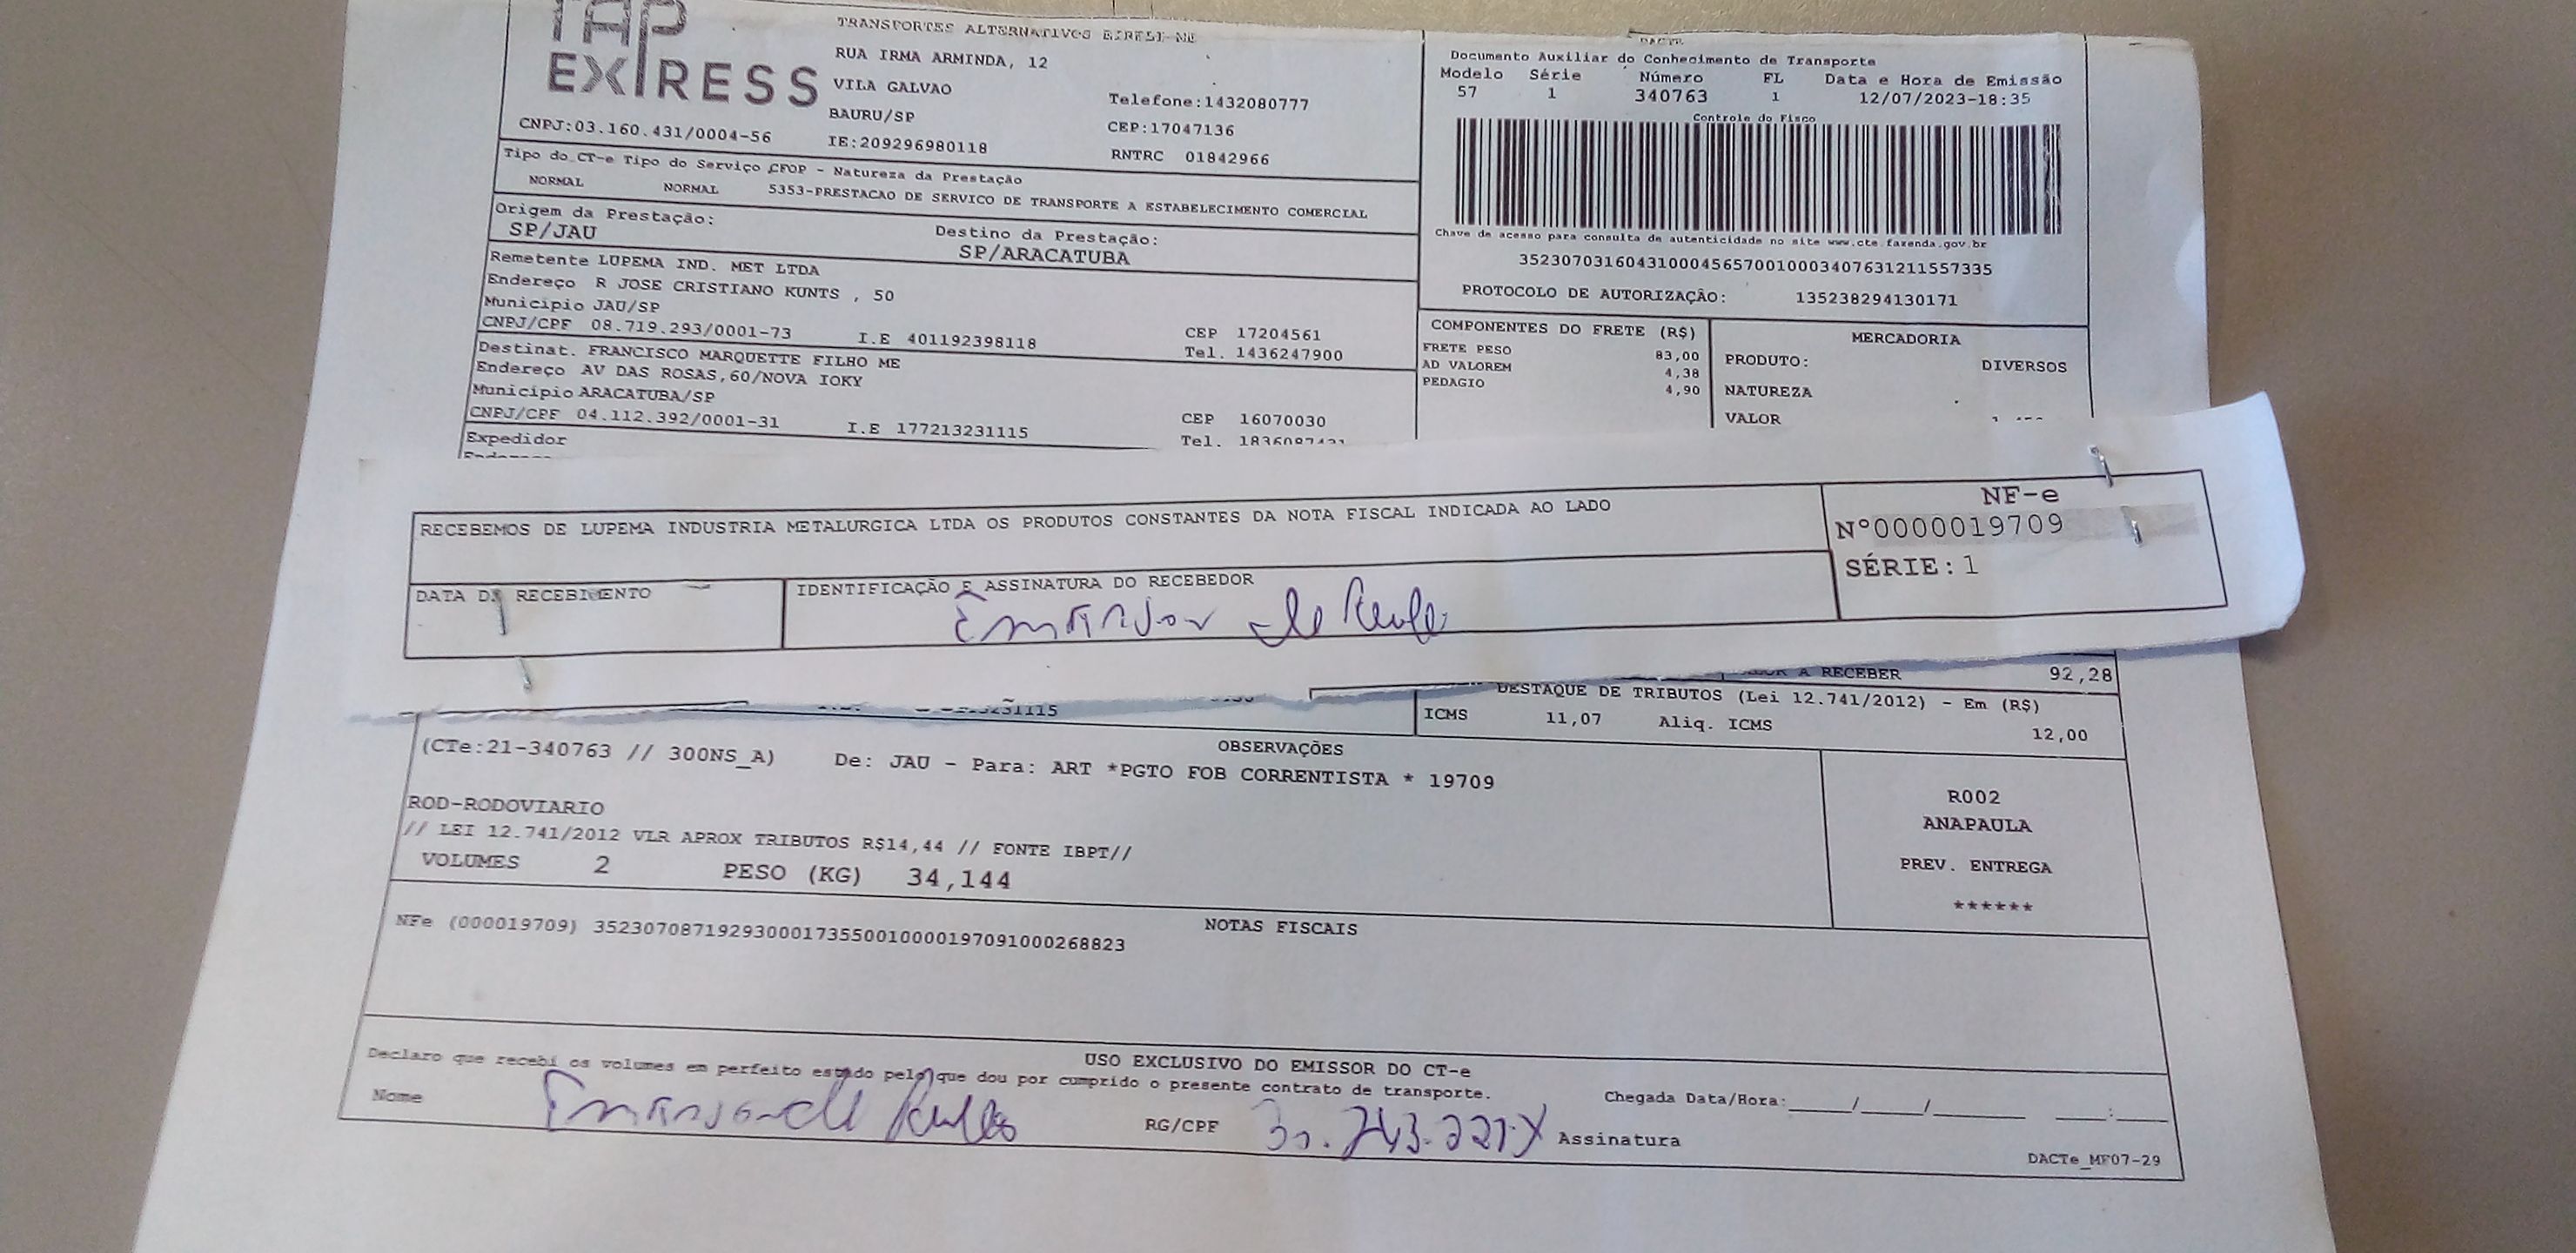 TAP
EXPRESS
TRANSPORTES ALTERNATIVOS EIRELI-ME
RUA IRMA ARMINDA, 12
VILA GALVAO
BAURU/SP
Telefone:1432080777
CEP:17047136
CNPJ:03.160.431/0004-56
IE:209296980118
RNTRC 01842966
DACTE
Documento Auxiliar do Conhecimento de Transporte
Modelo Série Número FL Data e Hora de Emissão
57 1 340763 1 12/07/2023-18:35
Controle do Fisco
Chave de acesso para consulta de autenticidade no site www.cte.fazenda.gov.br
35230703160431000456570010003407631211557335
PROTOCOLO DE AUTORIZAÇÃO: 135238294130171
Tipo do CT-e Tipo do Serviço CFOP - Natureza da Prestação
NORMAL NORMAL 5353-PRESTACAO DE SERVICO DE TRANSPORTE A ESTABELECIMENTO COMERCIAL
Origem da Prestação: Destino da Prestação:
SP/JAU SP/ARACATUBA
Remetente LUPEMA IND. MET LTDA
Endereço R JOSE CRISTIANO KUNTS , 50
Município JAU/SP
CNPJ/CPF 08.719.293/0001-73 I.E 401192398118
CEP 17204561
Tel. 1436247900
Destinat. FRANCISCO MARQUETTE FILHO ME
Endereço AV DAS ROSAS,60/NOVA IOKY
Município ARACATUBA/SP
CNPJ/CPF 04.112.392/0001-31 I.E 177213231115
CEP 16070030
Tel.
Expedidor
COMPONENTES DO FRETE (R$)
FRETE PESO 83,00
AD VALOREM 4,38
PEDAGIO 4,90
MERCADORIA
PRODUTO: DIVERSOS
NATUREZA
VALOR
RECEBEMOS DE LUPEMA INDUSTRIA METALURGICA LTDA OS PRODUTOS CONSTANTES DA NOTA FISCAL INDICADA AO LADO
NF-e
Nº0000019709
SÉRIE:1
DATA DE RECEBIMENTO
IDENTIFICAÇÃO E ASSINATURA DO RECEBEDOR
A RECEBER 92,28
DESTAQUE DE TRIBUTOS (Lei 12.741/2012) - Em (R$)
ICMS 11,07 Aliq. ICMS 12,00
OBSERVAÇÕES
(CTe:21-340763 // 300NS_A) De: JAU - Para: ART *PGTO FOB CORRENTISTA * 19709
ROD-RODOVIARIO
// LEI 12.741/2012 VLR APROX TRIBUTOS R$14,44 // FONTE IBPT//
VOLUMES 2 PESO (KG) 34,144
R002
ANAPAULA
PREV. ENTREGA
******
NOTAS FISCAIS
NFe (000019709) 35230708719293000173550010000197091000268823
USO EXCLUSIVO DO EMISSOR DO CT-e
Declaro que recebi os volumes em perfeito estado pelo que dou por cumprido o presente contrato de transporte.
Nome
RG/CPF
Chegada Data/Hora:_____/_____/_______ ____:____
Assinatura
DACTe_MF07-29